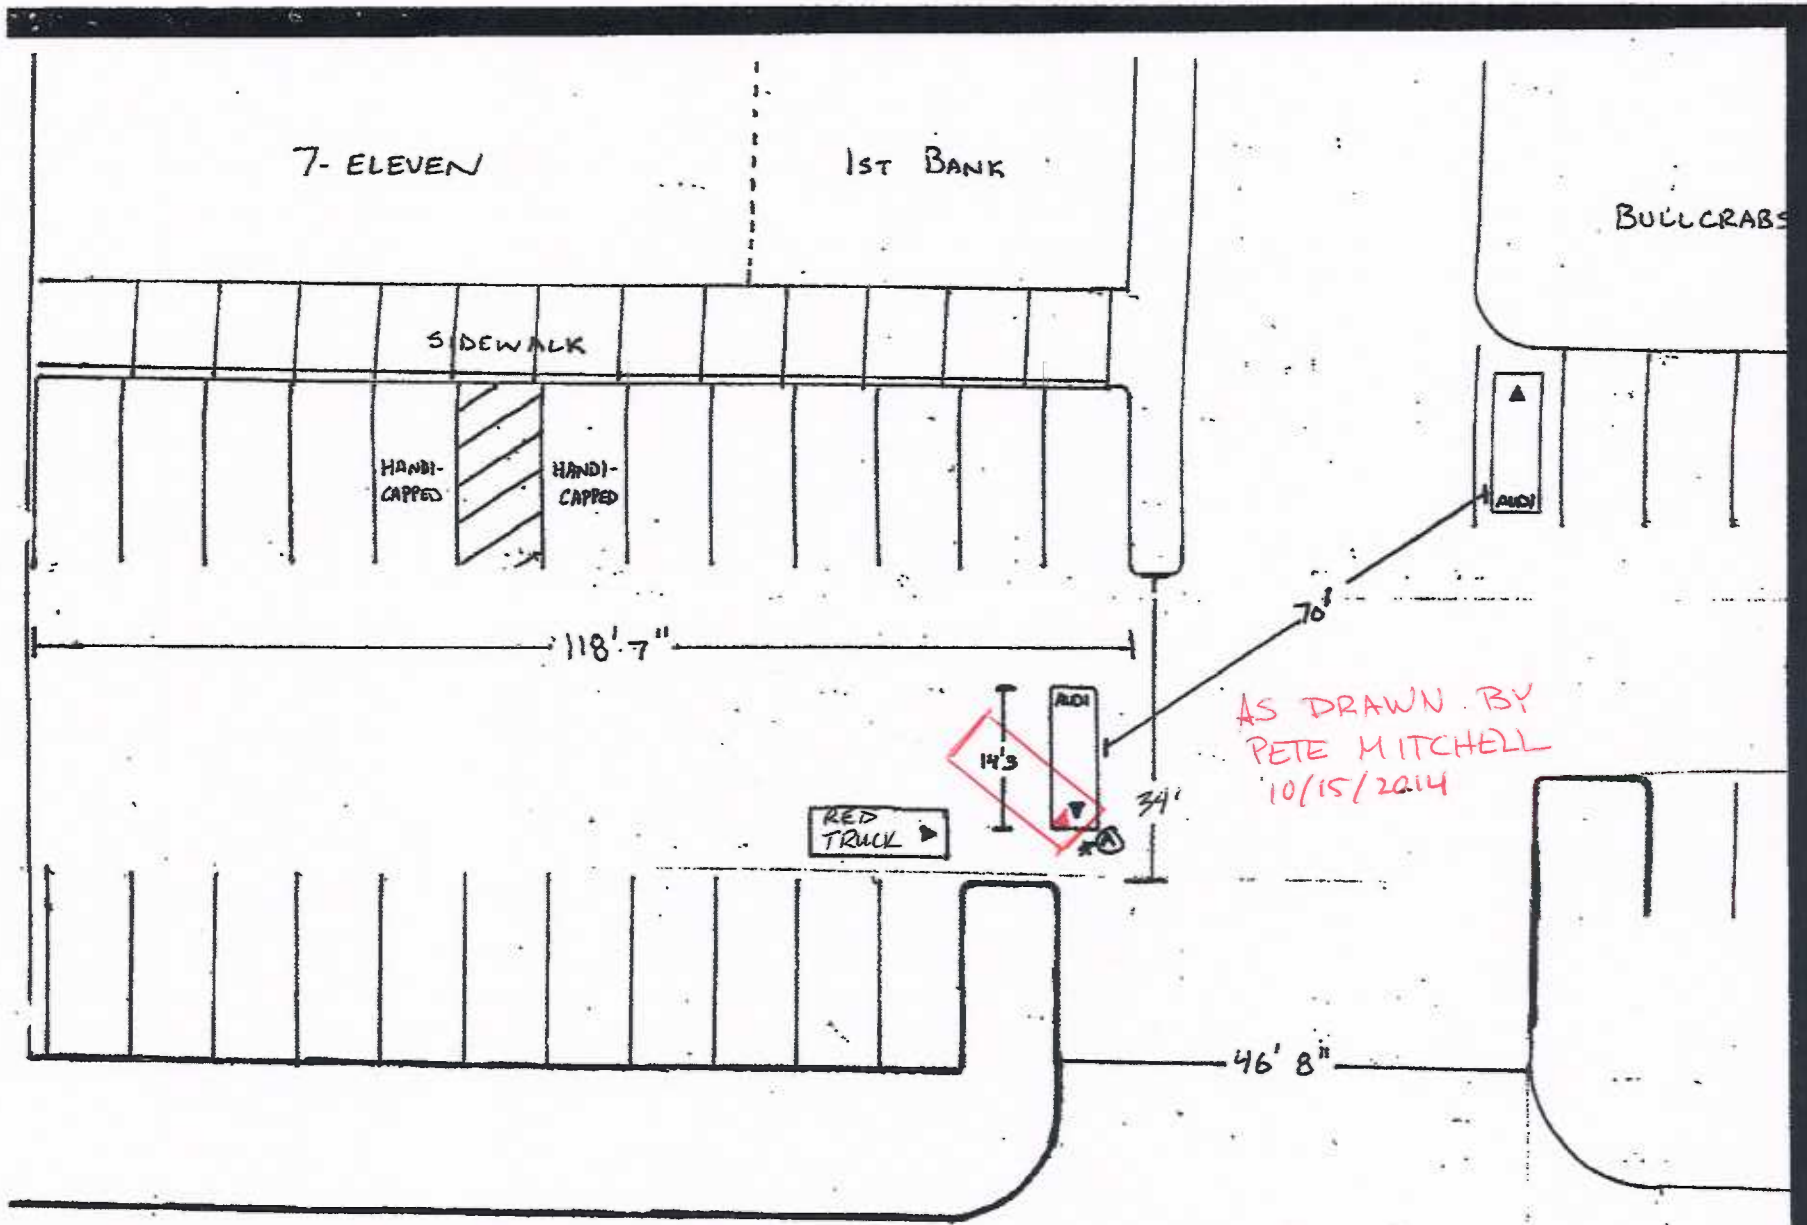 7-ELEVEN
1ST BANK
BULLCRABS
SIDEWALK
HANDI-
CAPPED
HANDI-
CAPPED
AUDI
118' 7"
70'
AUDI
14'3
34'
AS DRAWN BY
PETE MITCHELL
10/15/2014
RED
TRUCK
* A
46' 8"